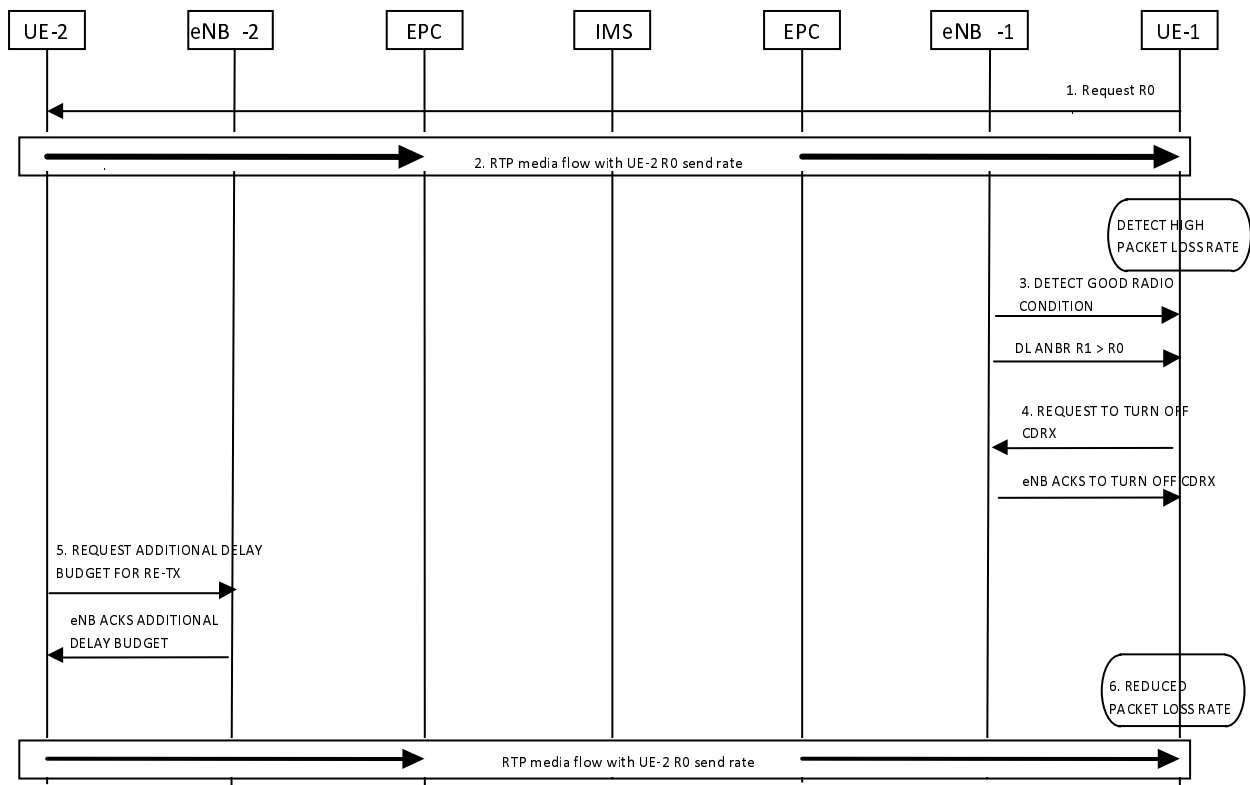 UE-2
eNB -2
EPC
IMS
EPC
eNB -1
UE-1
1. Request R0
2. RTP media flow with UE-2 R0 send rate
DETECT HIGH
PACKET LOSS RATE
3. DETECT GOOD RADIO
CONDITION
DL ANBR R1 > R0
4. REQUEST TO TURN OFF
CDRX
eNB ACKS TO TURN OFF CDRX
5. REQUEST ADDITIONAL DELAY
BUDGET FOR RE-TX
eNB ACKS ADDITIONAL
DELAY BUDGET
6. REDUCED
PACKET LOSS RATE
RTP media flow with UE-2 R0 send rate